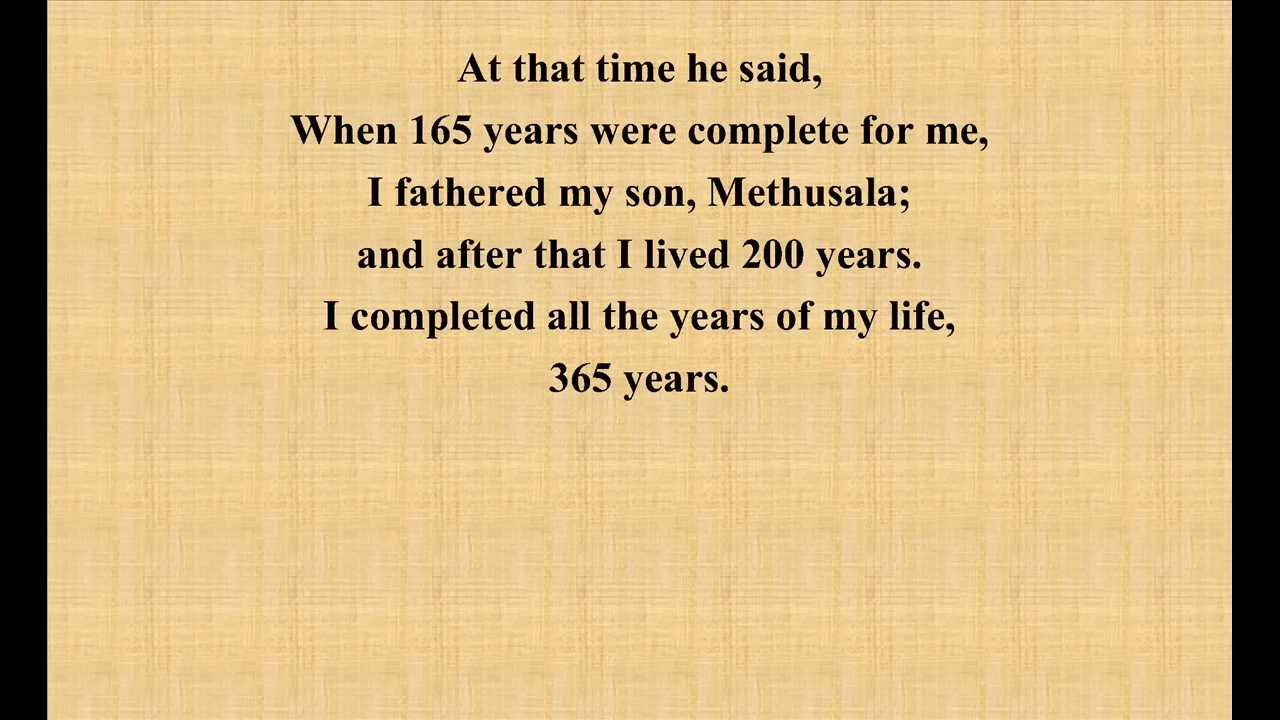 At that time he said,
When 165 years were complete for me,
I fathered my son, Methusala;
and after that I lived 200 years.
I completed all the years of my life,
365 years.